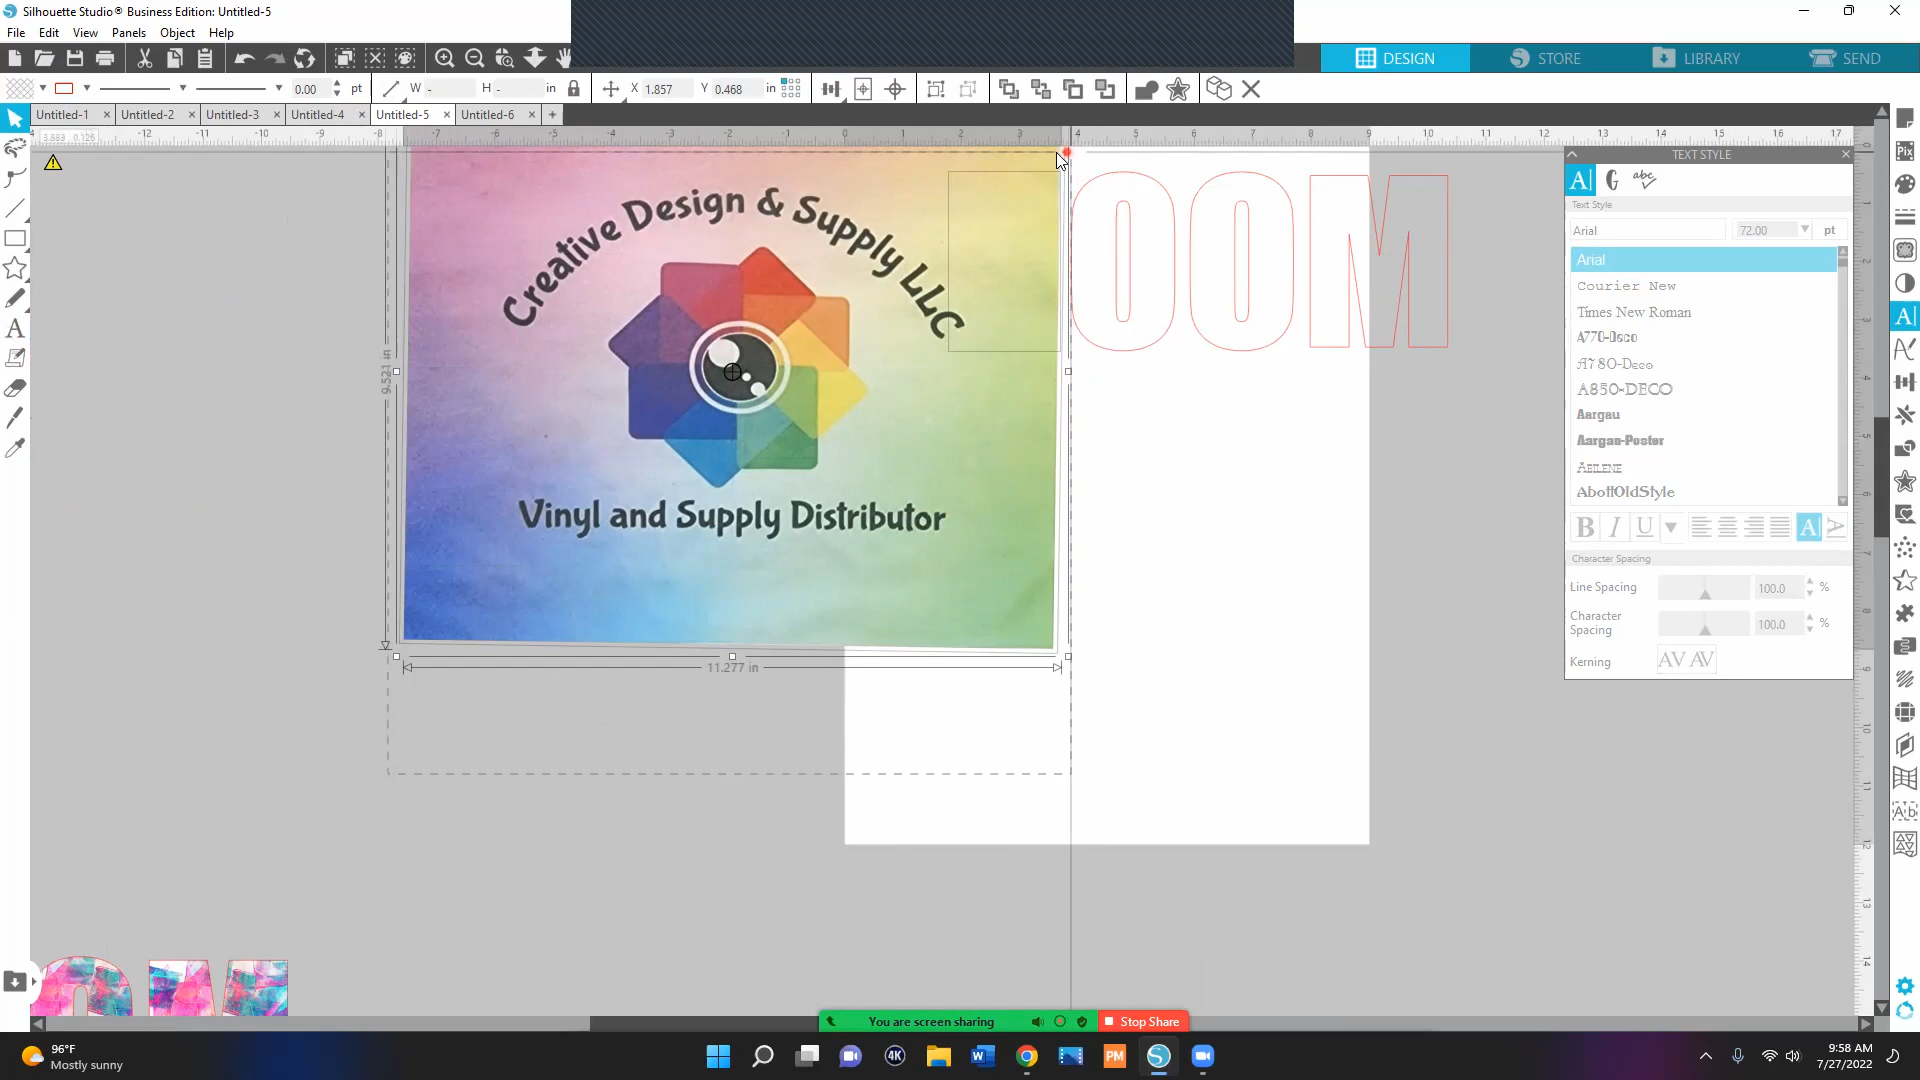 Silhouette Studio® Business Edition: Untitled-5
File Edit View Panels Object Help
DESIGN STORE LIBRARY SEND
0.00 pt W - H - in X 1.857 Y 0.468 in
Untitled-1 Untitled-2 Untitled-3 Untitled-4 Untitled-5 Untitled-6
TEXT STYLE
Text Style
Arial 72.00 pt
Arial
Courier New
Times New Roman
A770-Deco
A780-Deco
A850-DECO
Aargau
Aargau-Poster
Abilene
AbottOldStyle
B I U
Character Spacing
Line Spacing 100.0 %
Character Spacing 100.0 %
Kerning AV AV
Creative Design & Supply LLC
Vinyl and Supply Distributor
9.521 in
11.277 in
OOM
You are screen sharing Stop Share
96°F
Mostly sunny
9:58 AM
7/27/2022